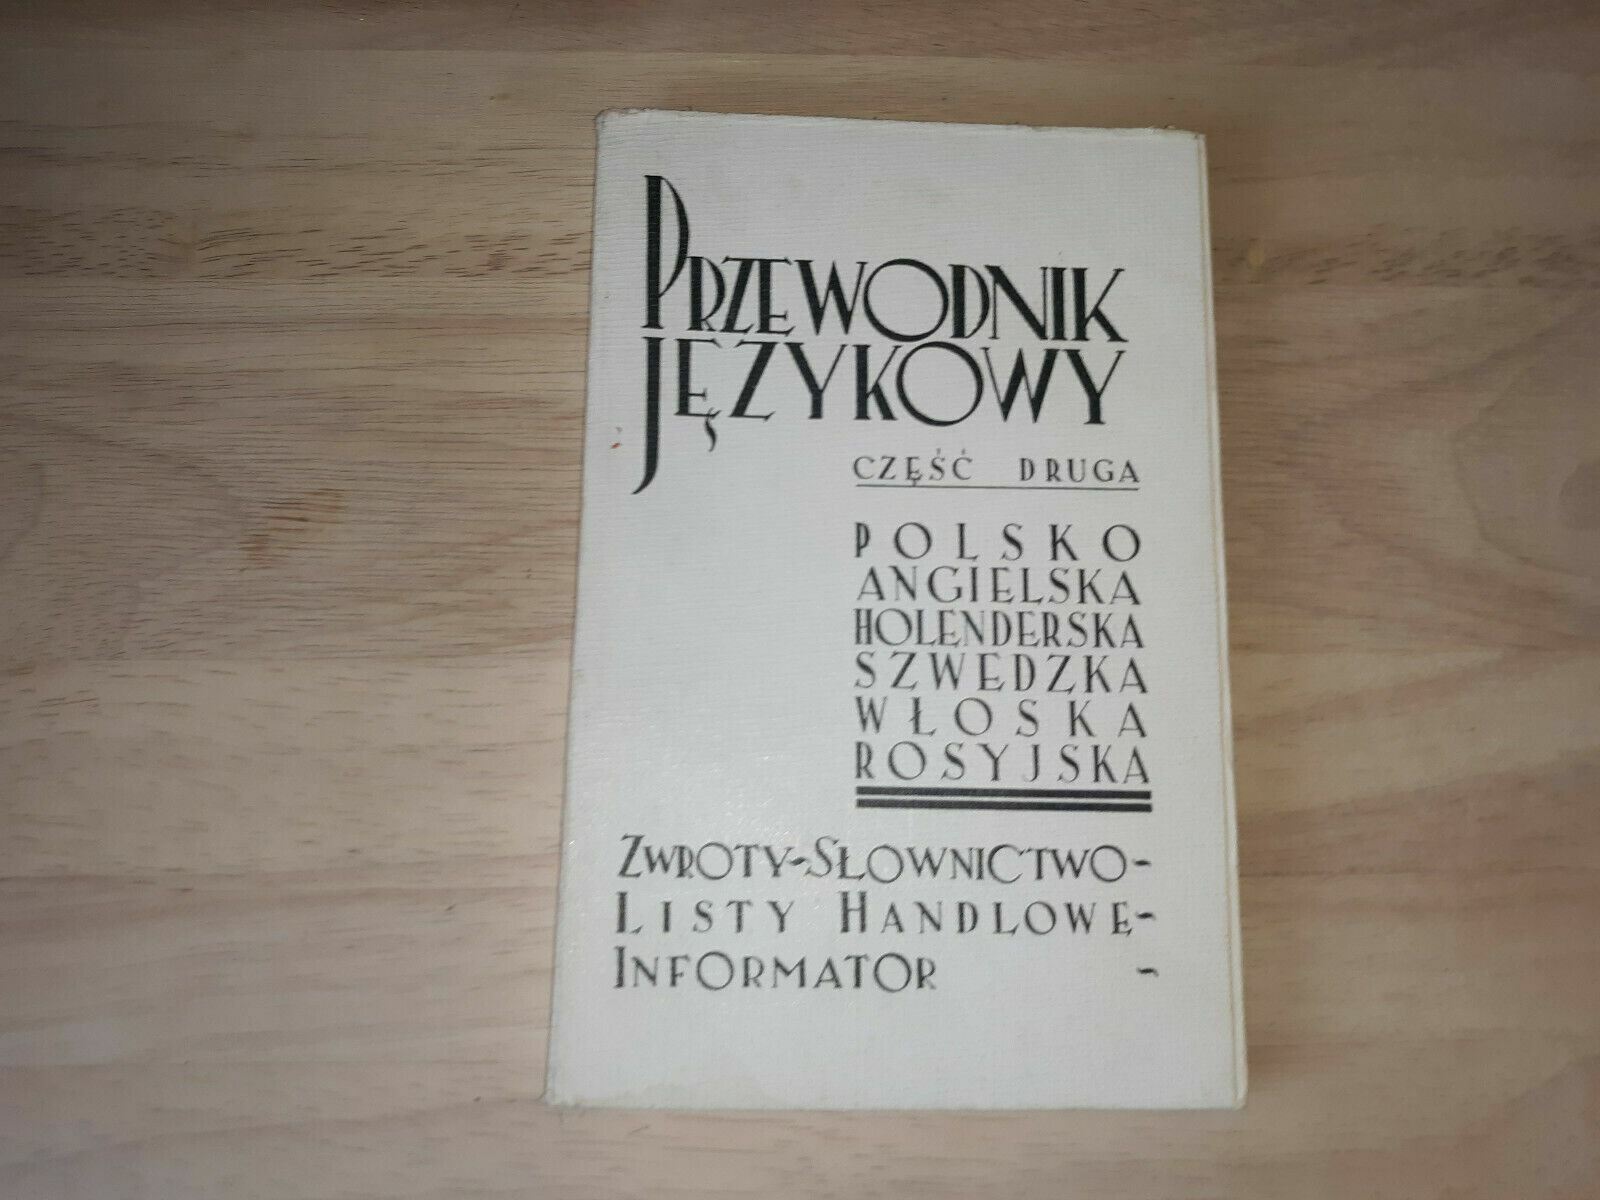 PRZEWODNIK
JĘZYKOWY
CZĘŚĆ DRUGA
POLSKO
ANGIELSKA
HOLENDERSKA
SZWEDZKA
WŁOSKA
ROSYJSKA
ZWROTY-SŁOWNICTWO-
LISTY HANDLOWE-
INFORMATOR -